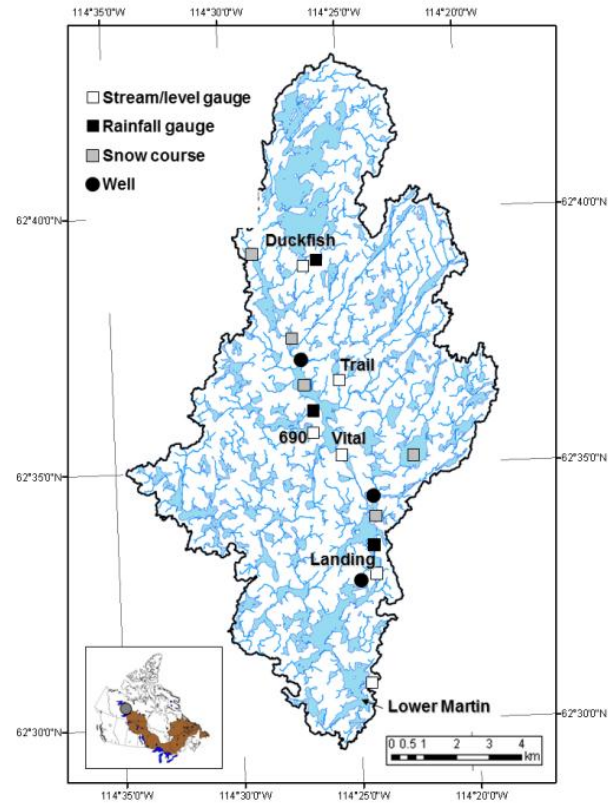 114°35'0"W 114°25'0"W 114°20'0"W
Stream/level gauge
Rainfall gauge
Snow course
Well
62°40'0"N 62°40'0"N
Duckfish
Trail
690 Vital
62°35'0"N 62°35'0"N
Landing
Lower Martin
62°30'0"N 62°30'0"N
0 0.5 1 2 3 4
km
114°35'0"W 114°30'0"W 114°25'0"W 114°20'0"W